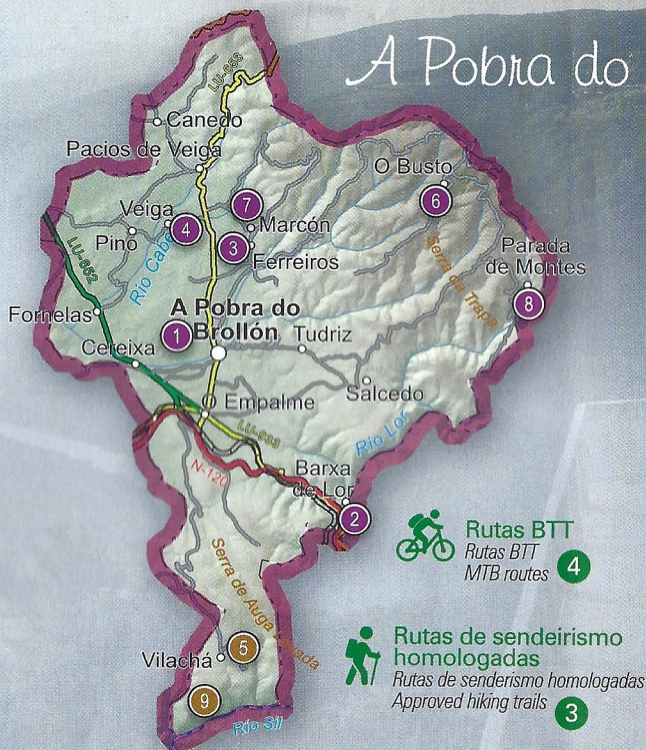 A Pobra do
LU-653
Canedo
Pacios de Veiga
O Busto
6
7
Veiga
4
Marcón
Pino
3
Ferreiros
Parada
de Montes
LU-652
Río Cabe
Serra da Trapa
8
Fornelas
A Pobra do
Brollón
1
Tudriz
Cereixa
Salcedo
Empalme
LU-933
Río Lor
N-120
Barxa
de Lor
2
Rutas BTT
Rutas BTT
MTB routes 4
Serra de Auga
Rutas de sendeirismo
homologadas
Rutas de senderismo homologadas
Approved hiking trails 3
Vilachá
5
9
Río Sil